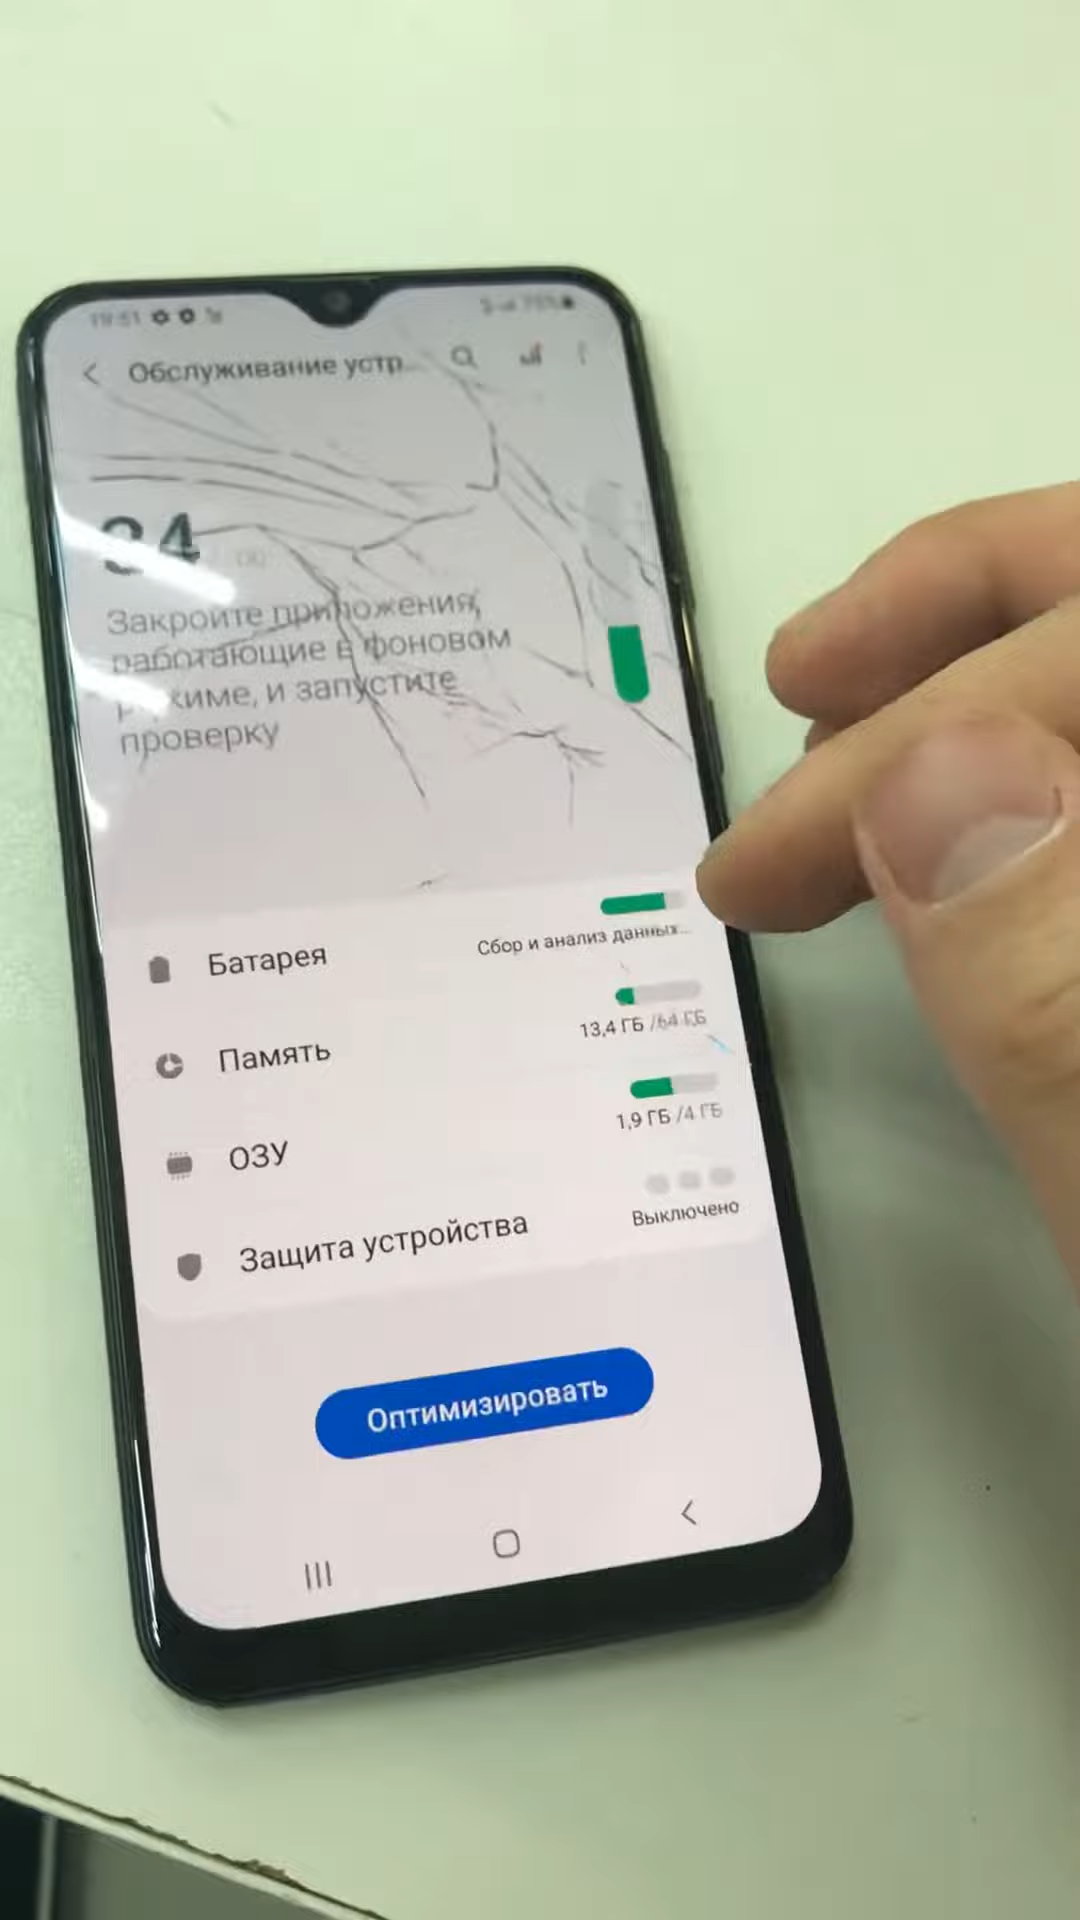 Обслуживание устр...
Закройте приложения,
работающие в фоновом
и запустите
проверку
Батарея
Сбор и анализ данных...
Память
13,4 ГБ /64 ГБ
ОЗУ
1,9 ГБ /4 ГБ
Защита устройства
Выключено
Оптимизировать